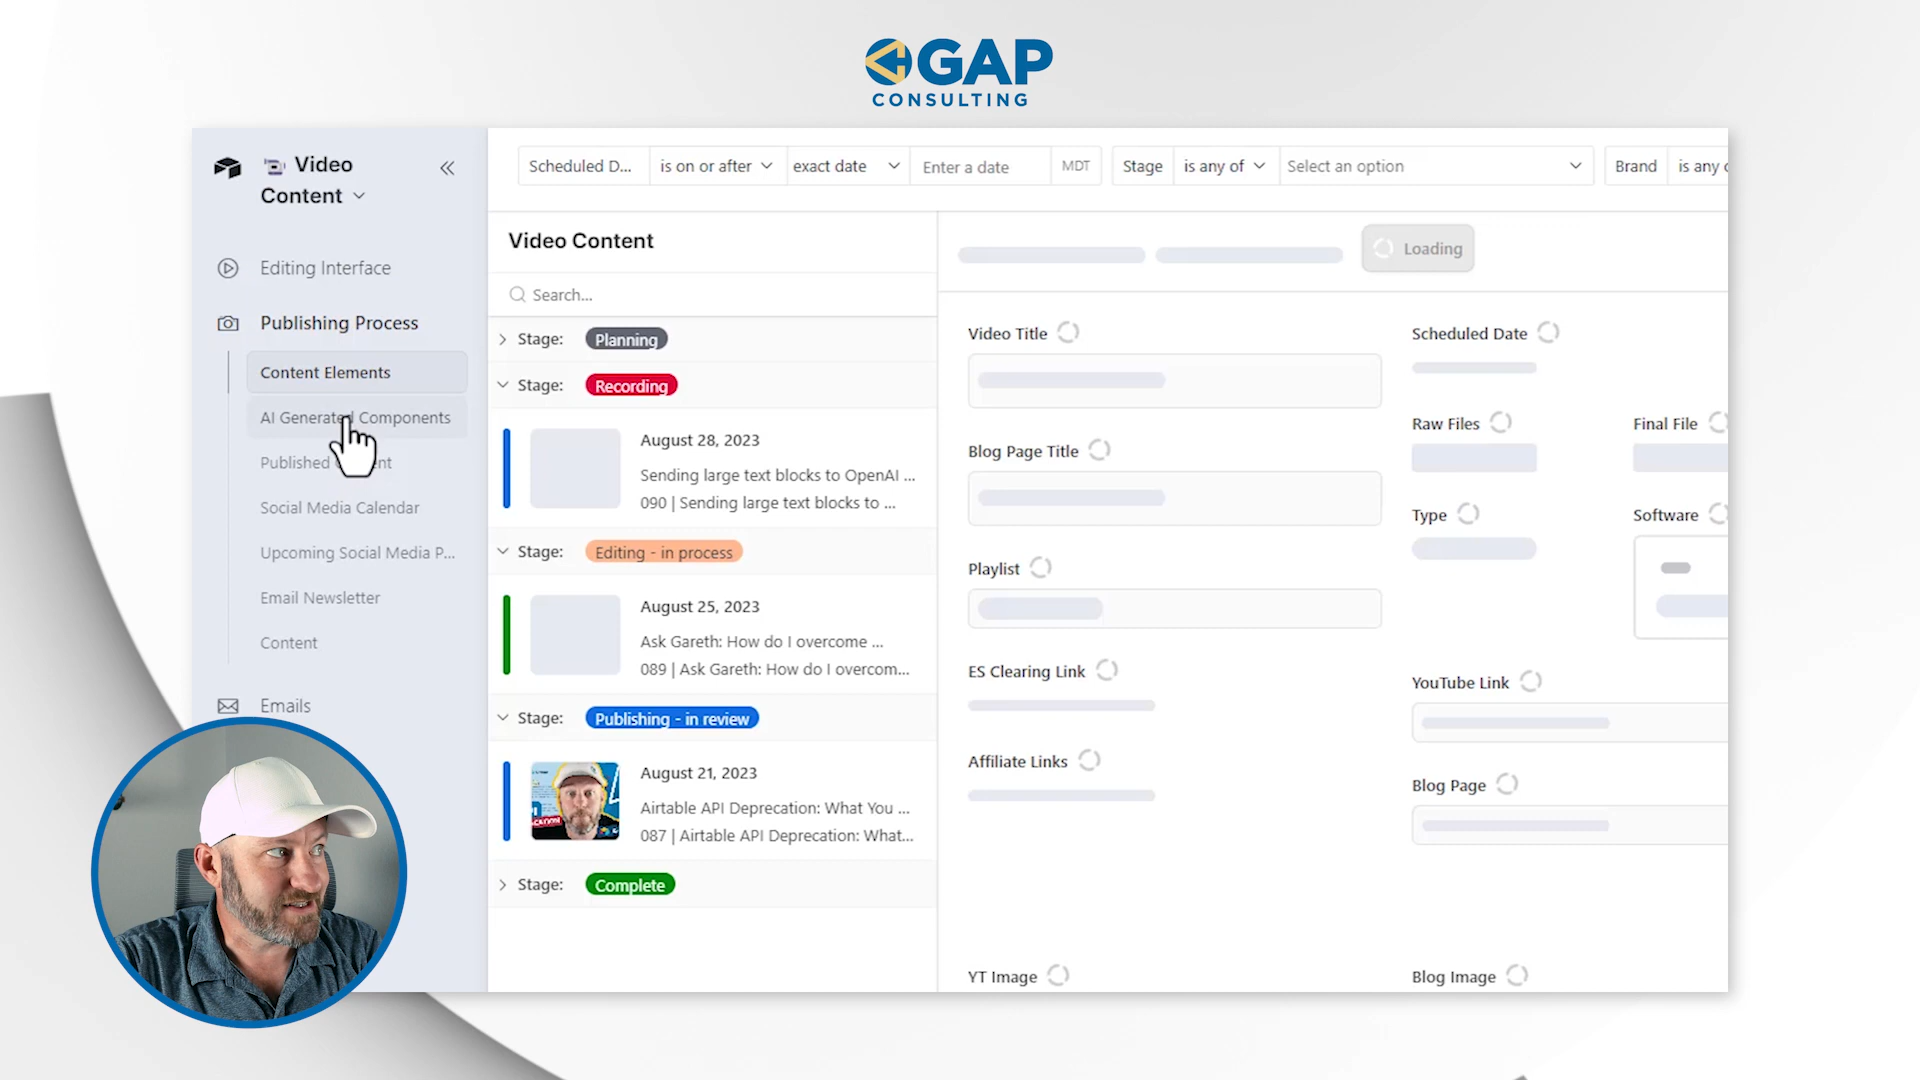 GAP
CONSULTING
Video
Content
Editing Interface
Publishing Process
Content Elements
AI Generated Components
Published
Social Media Calendar
Upcoming Social Media P...
Email Newsletter
Content
Emails
Scheduled D... is on or after exact date Enter a date MDT Stage is any of Select an option Brand is any
Video Content
Search...
Stage: Planning
Stage: Recording
August 28, 2023
Sending large text blocks to OpenAI ...
090 | Sending large text blocks to ...
Stage: Editing - in process
August 25, 2023
Ask Gareth: How do I overcome ...
089 | Ask Gareth: How do I overcom...
Stage: Publishing - in review
August 21, 2023
Airtable API Deprecation: What You ...
087 | Airtable API Deprecation: What...
Stage: Complete
Loading
Video Title
Scheduled Date
Blog Page Title
Raw Files
Final File
Type
Software
Playlist
ES Clearing Link
YouTube Link
Affiliate Links
Blog Page
YT Image
Blog Image